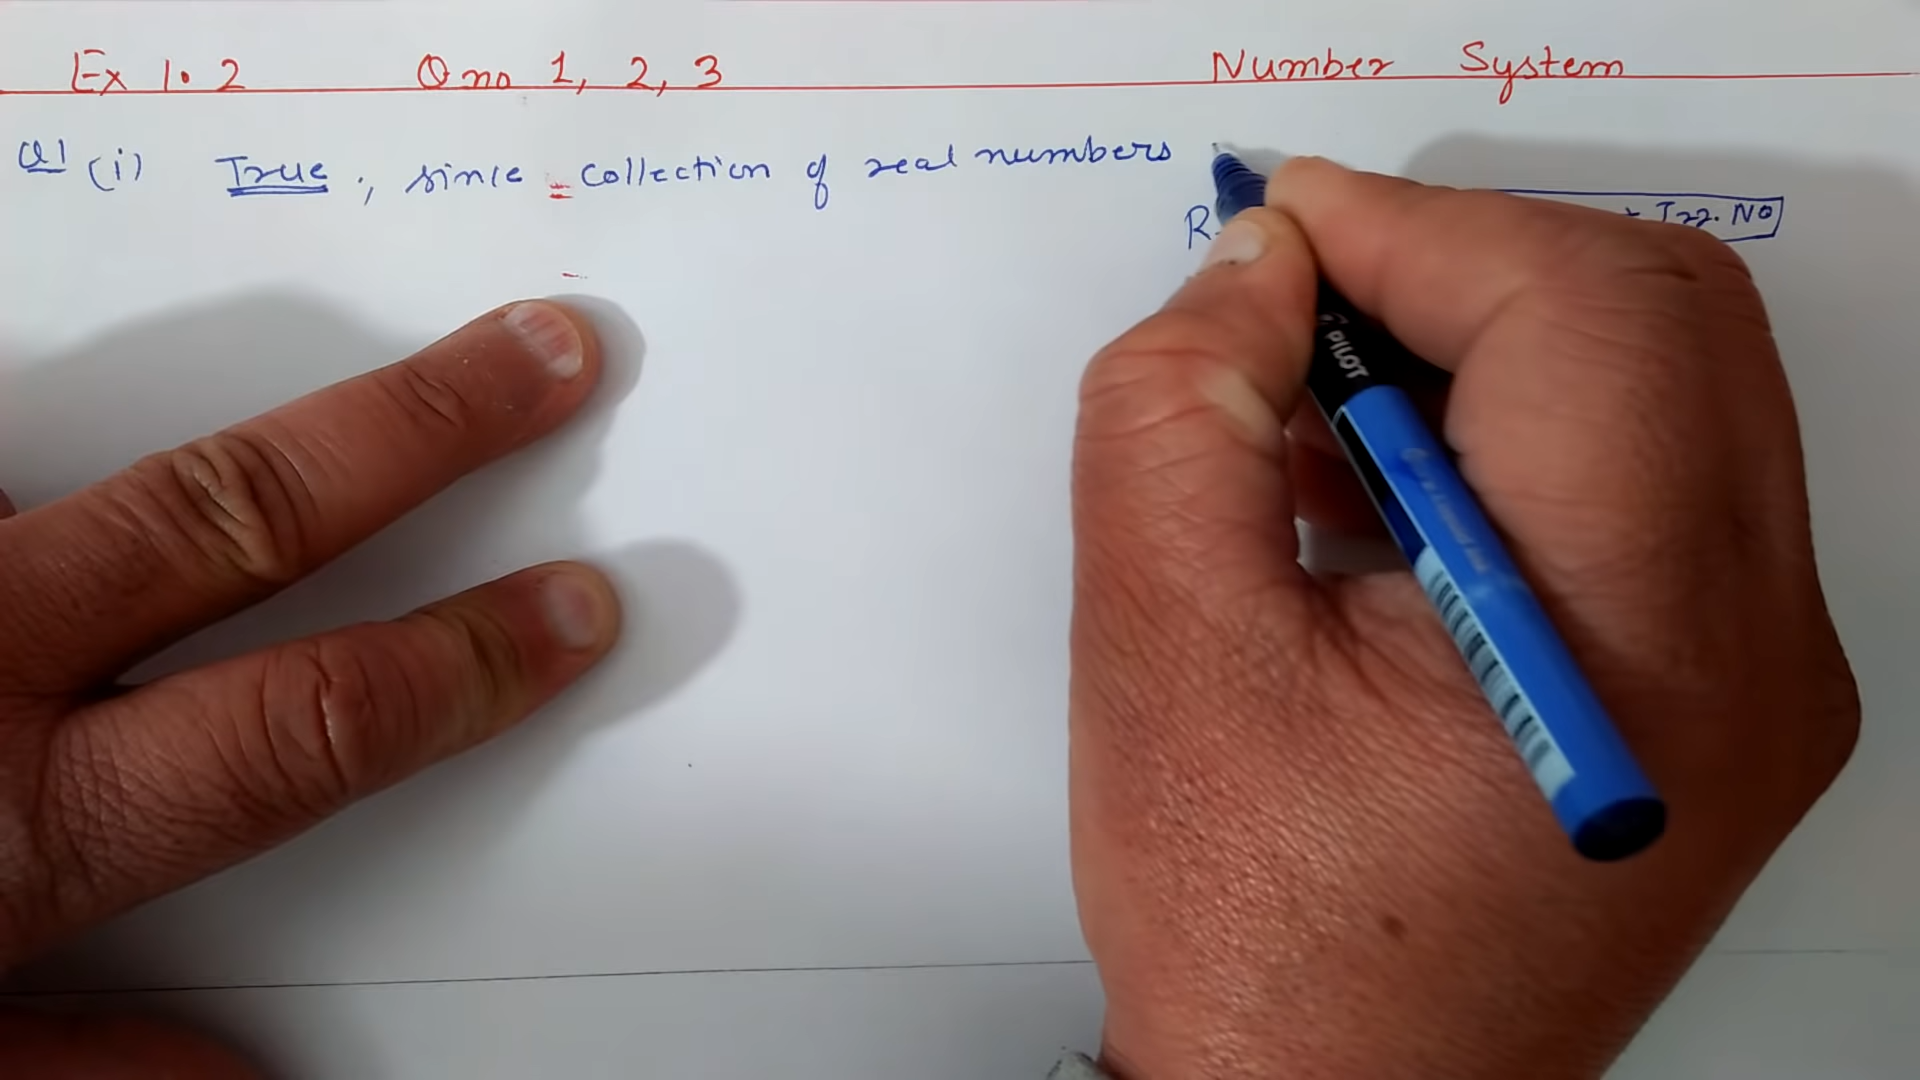 Ex 1.2 Q no 1, 2, 3 Number System
Q1 (i) True, since collection of real numbers
R + Irr. No
PILOT